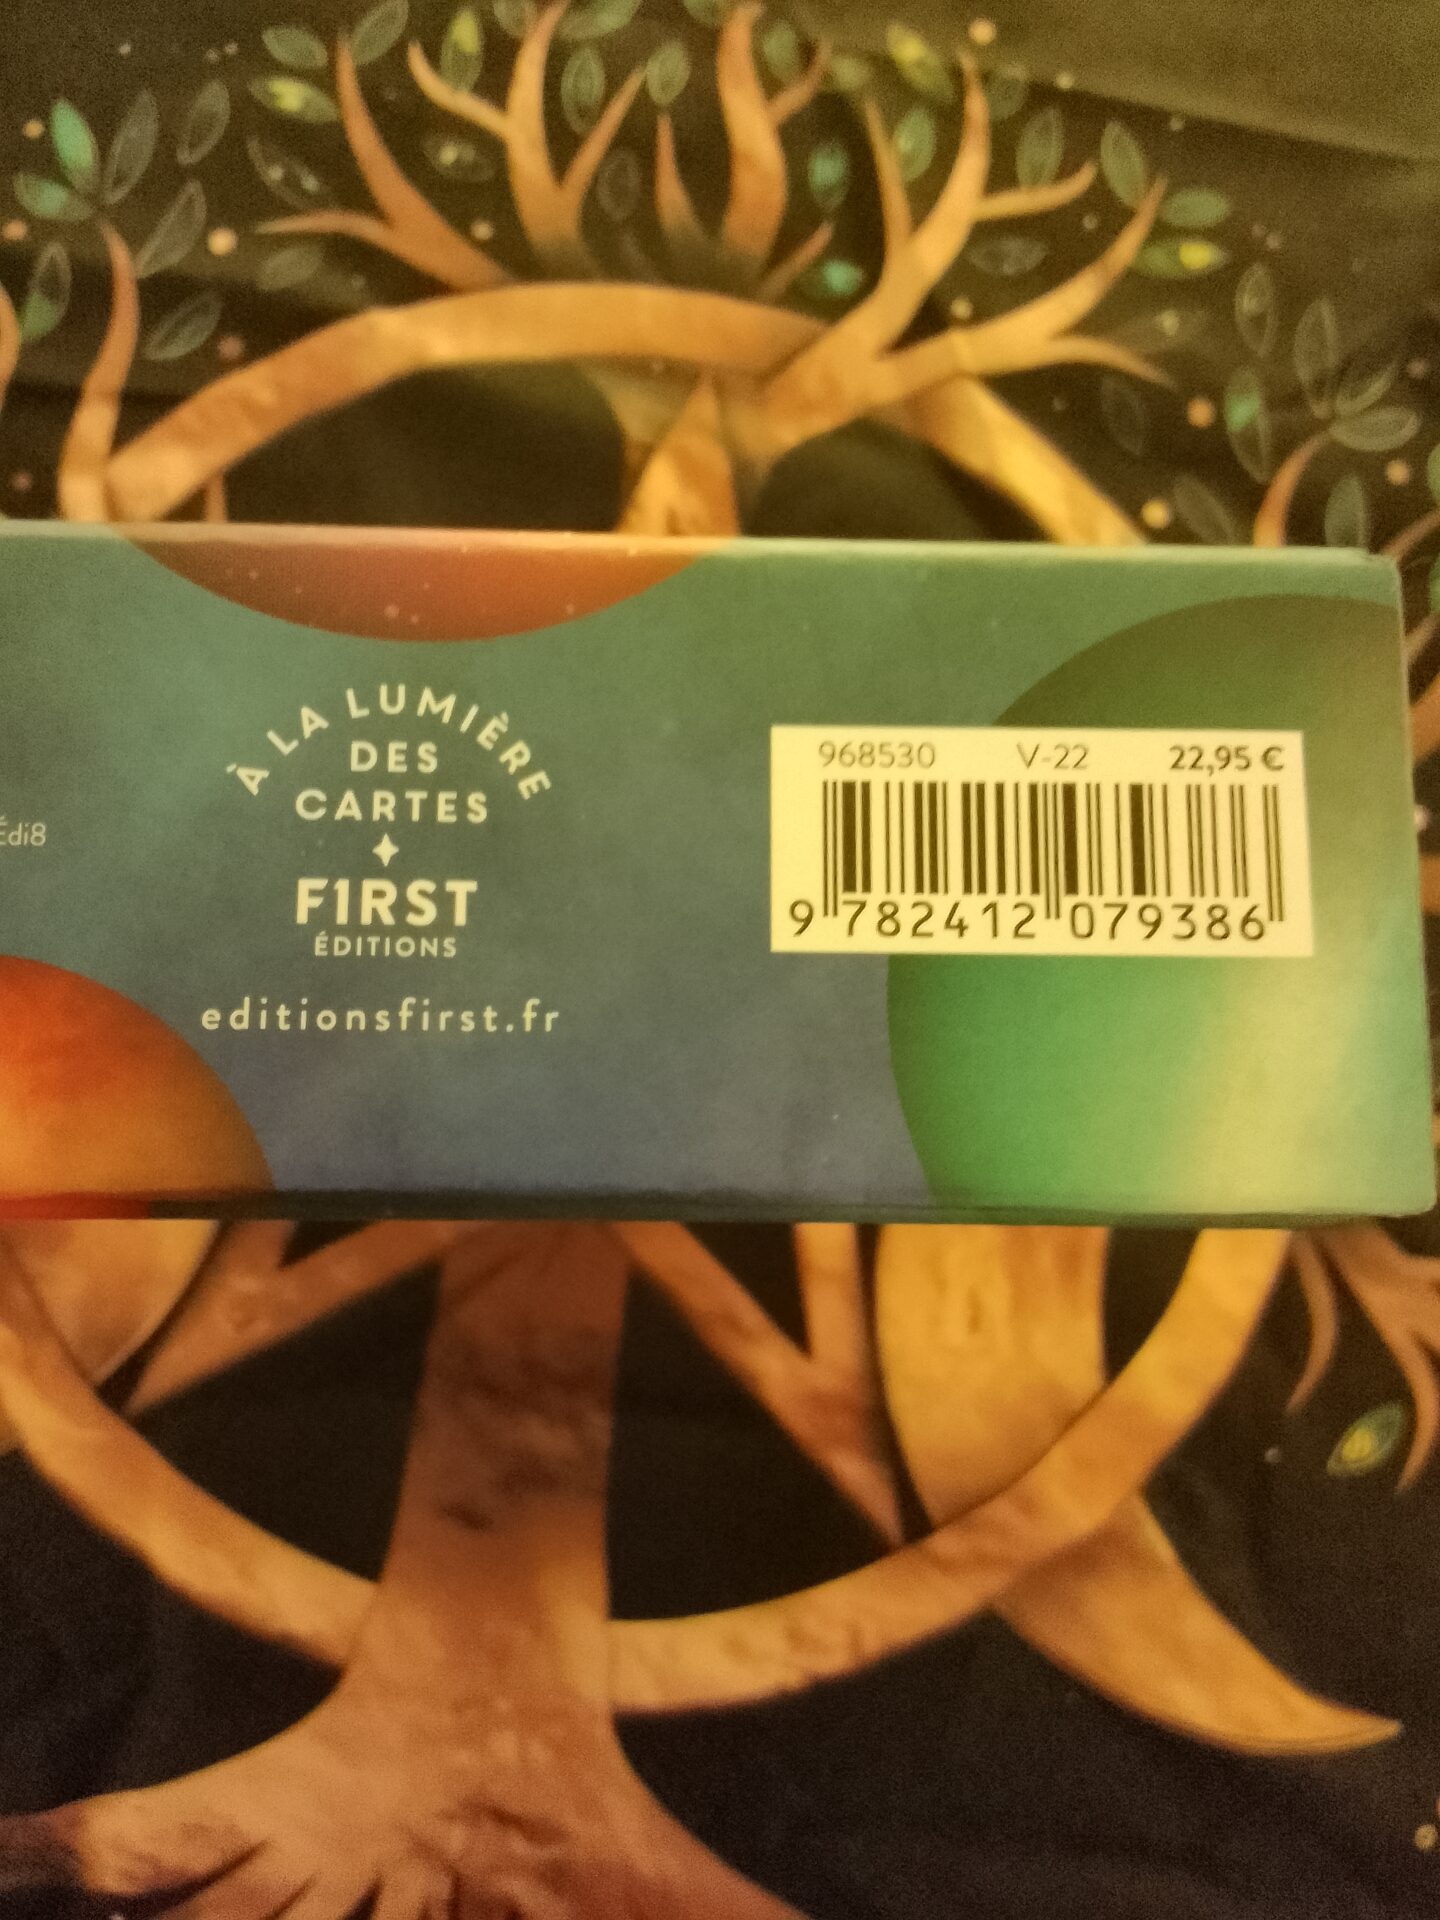 Édi8
À LA LUMIÈRE
DES
CARTES
F1RST
ÉDITIONS
editionsfirst.fr
968530 V-22 22,95 €
9 782412 079386